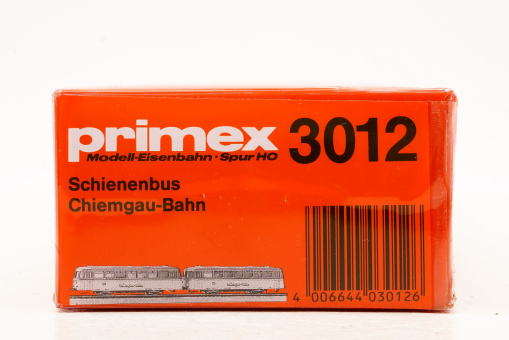 primex 3012
Modell-Eisenbahn · Spur HO
Schienenbus
Chiemgau-Bahn
4 006644 030126